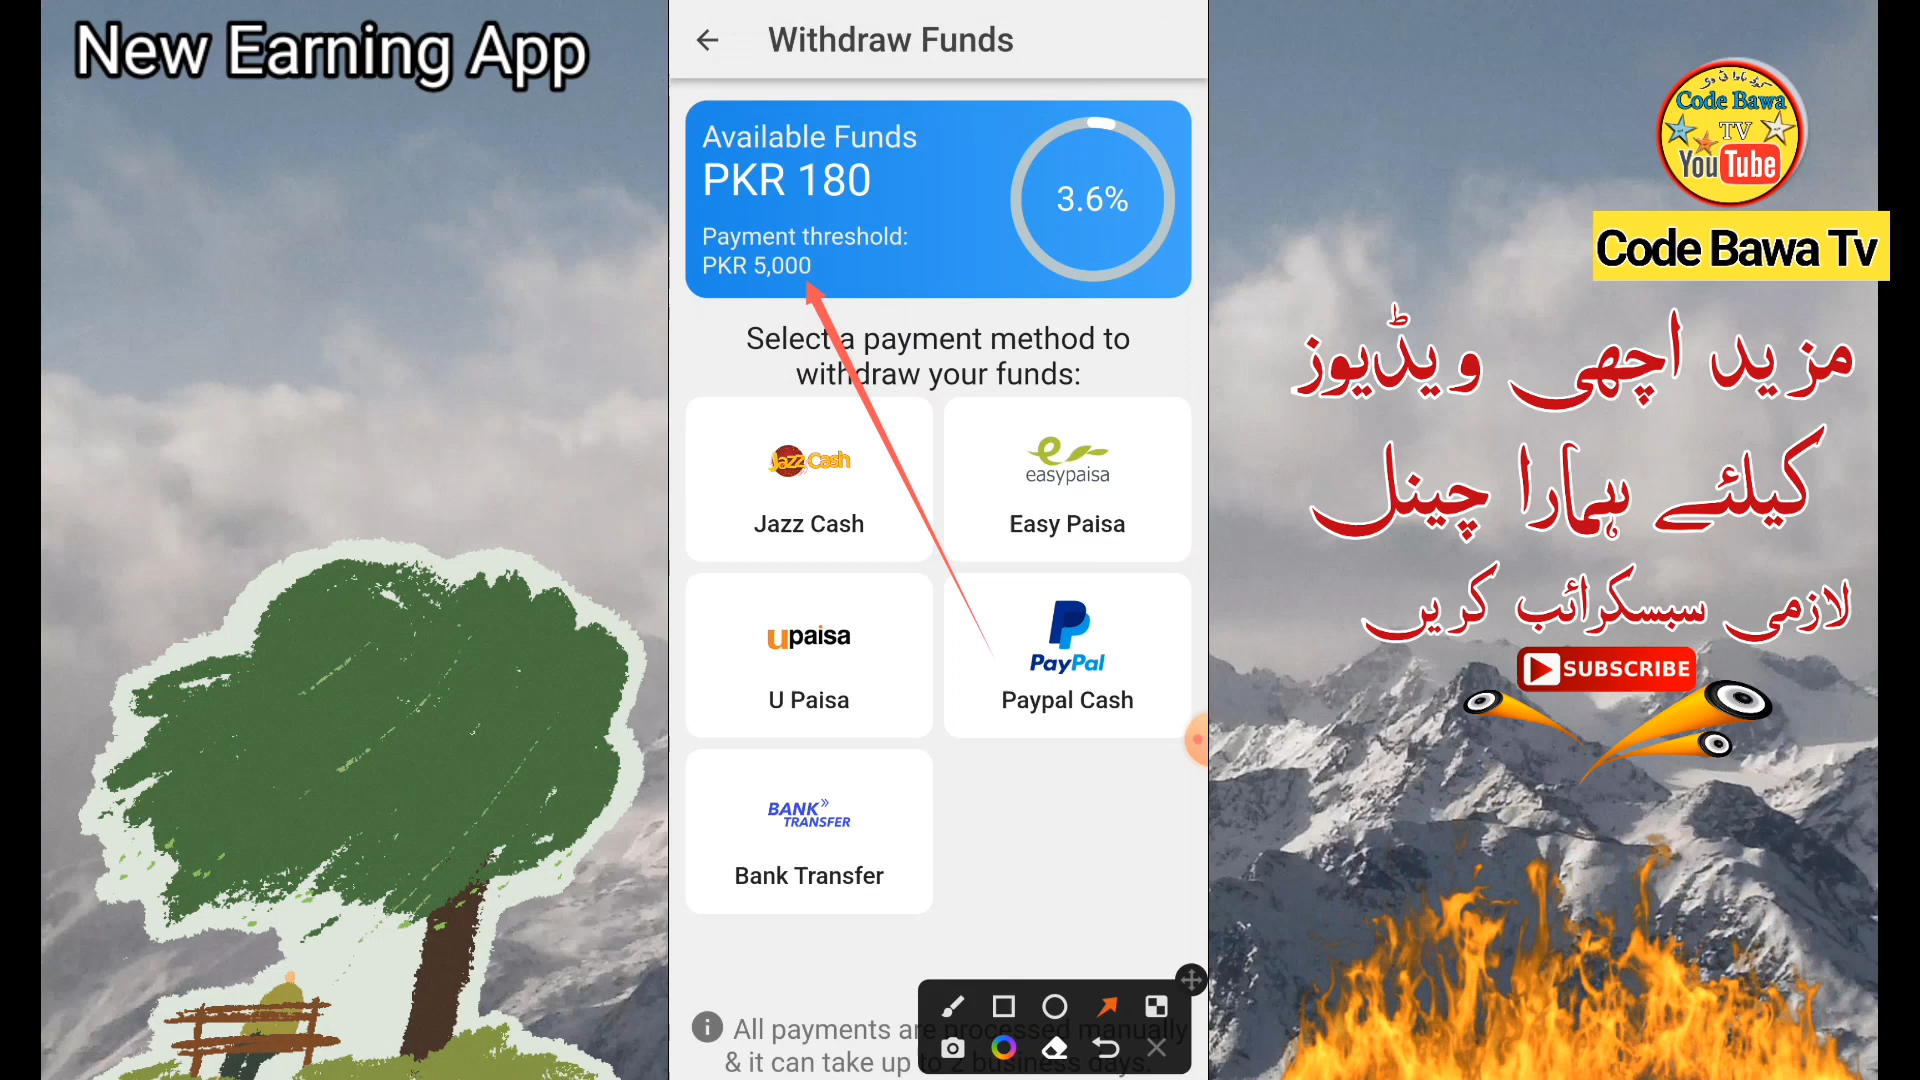 New Earning App
Withdraw Funds
Available Funds
PKR 180
3.6%
Payment threshold:
PKR 5,000
Select a payment method to
withdraw your funds:
JazzCash
Jazz Cash
easypaisa
Easy Paisa
upaisa
U Paisa
PayPal
Paypal Cash
BANK TRANSFER
Bank Transfer
All payments are processed manually
& it can take up to 2 business days.
Code Bawa
TV
YouTube
Code Bawa Tv
مزید اچھی ویڈیوز
کیلئے ہمارا چینل
لازمی سبسکرائب کریں
SUBSCRIBE